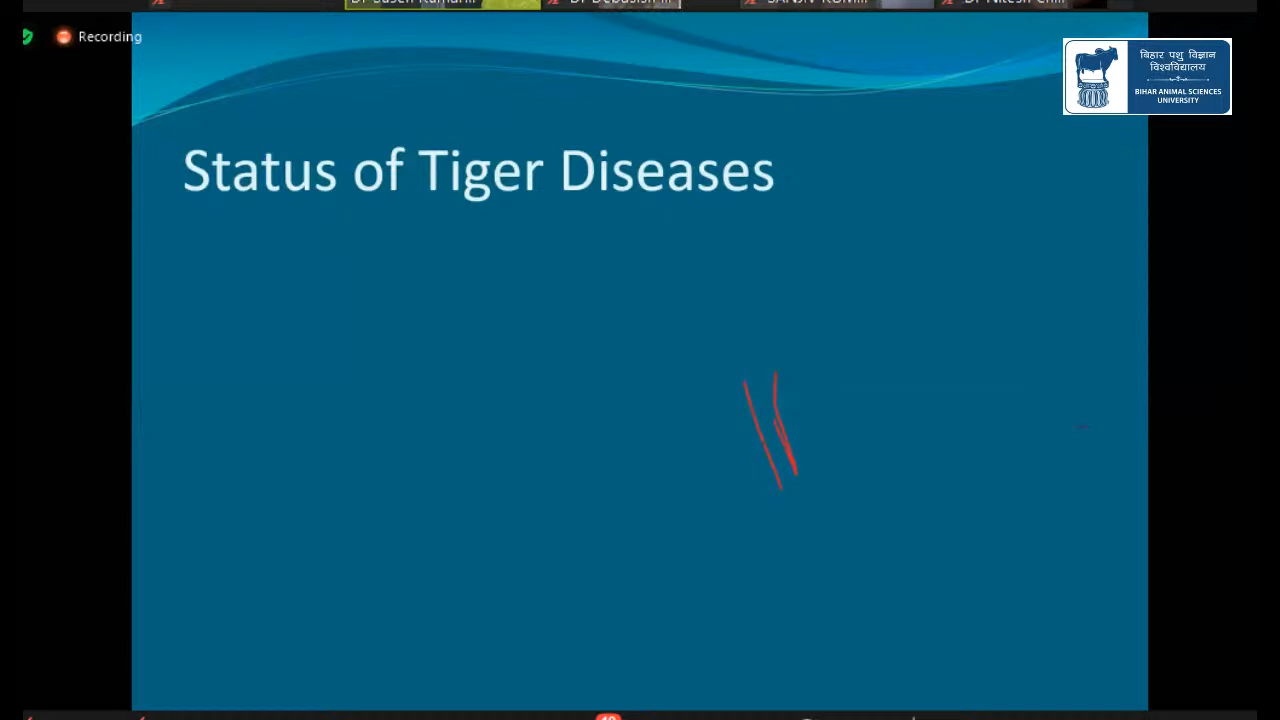 Recording
बिहार पशु विज्ञान
विश्वविद्यालय
BIHAR ANIMAL SCIENCES
UNIVERSITY
Status of Tiger Diseases